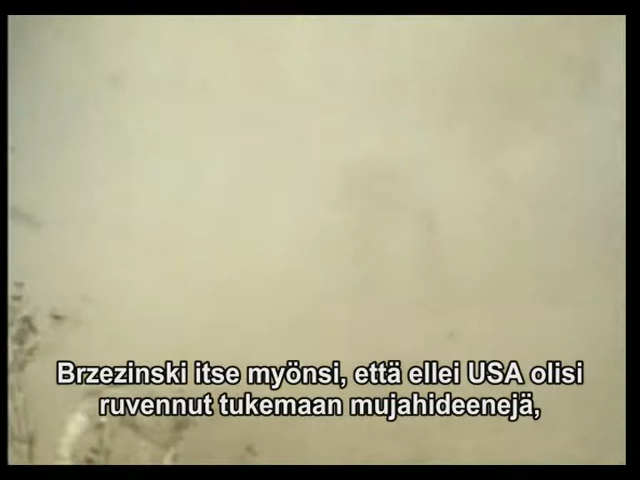 Brzezinski itse myönsi, että ellei USA olisi
ruvennut tukemaan mujahideenejä,